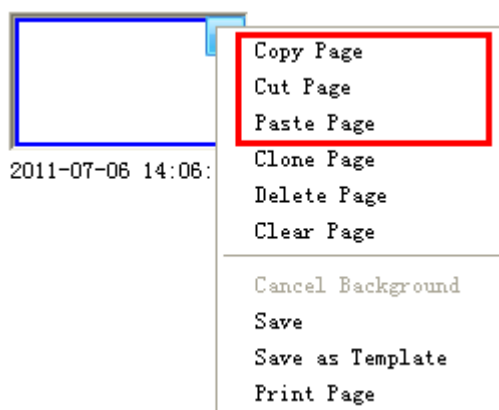 Copy Page
Cut Page
Paste Page
2011-07-06 14:06:
Clone Page
Delete Page
Clear Page
Cancel Background
Save
Save as Template
Print Page